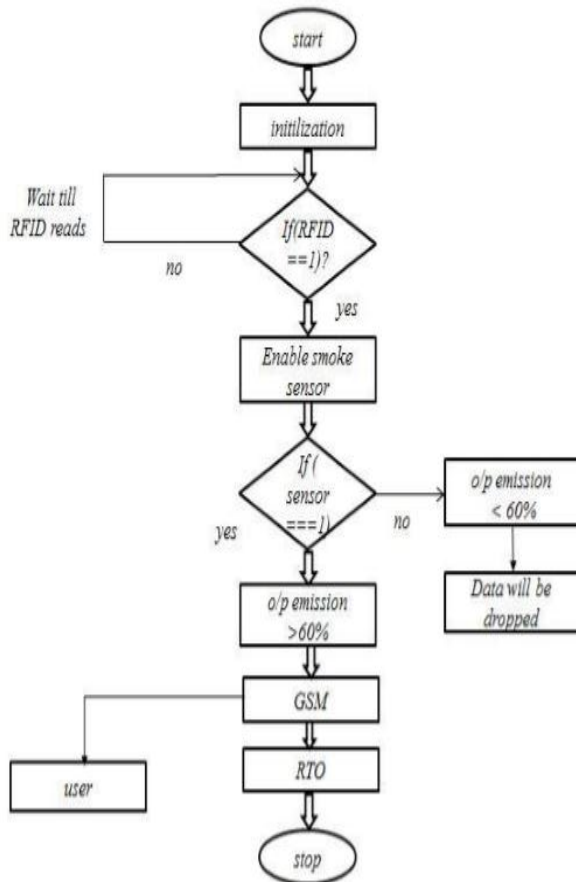 start
initilization
Wait till
RFID reads
If(RFID
==1)?
no
yes
Enable smoke
sensor
If (
sensor
===1)
yes
no
o/p emission
< 60%
o/p emission
>60%
Data will be
dropped
GSM
user
RTO
stop